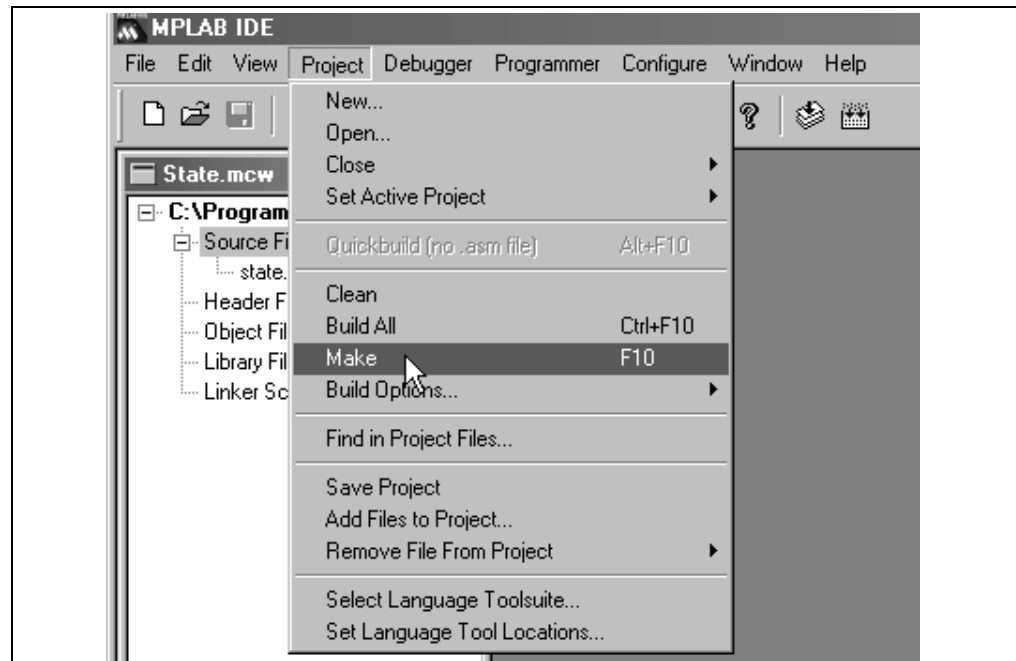 MPLAB IDE
File Edit View Project Debugger Programmer Configure Window Help
New...
Open...
Close
Set Active Project
Quickbuild (no .asm file) Alt+F10
Clean
Build All Ctrl+F10
Make F10
Build Options...
Find in Project Files...
Save Project
Add Files to Project...
Remove File From Project
Select Language Toolsuite...
Set Language Tool Locations...
State.mcw
C:\Program
Source Fi
state.
Header F
Object Fil
Library Fil
Linker Sc